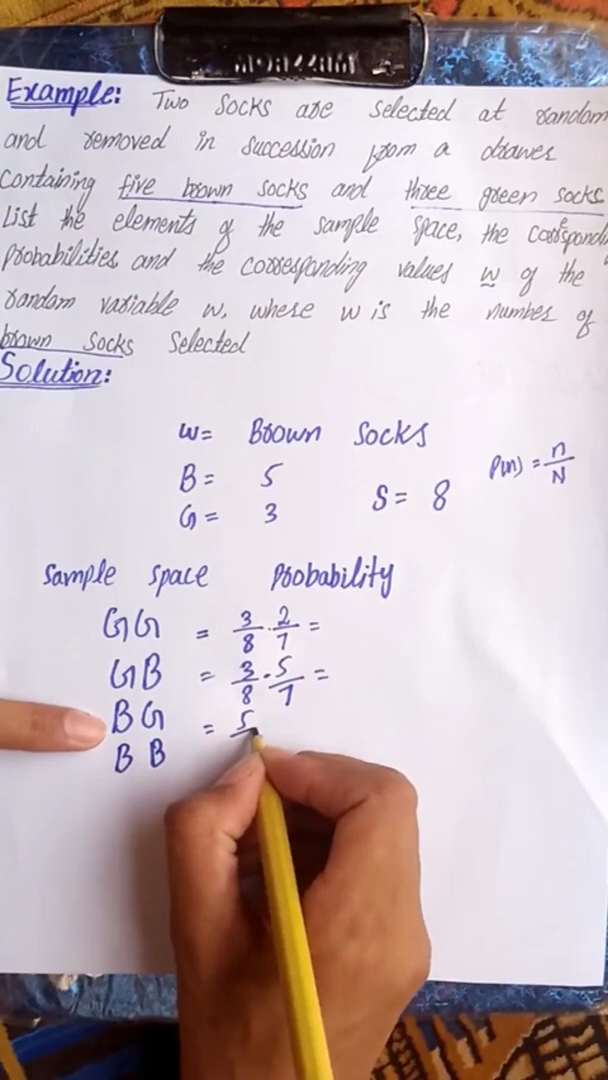 Example: Two socks are selected at random
and removed in succession from a drawer
containing five brown socks and three green socks
List the elements of the sample space, the
probabilities and the corresponding values w of the
random variable w, where w is the number of
brown socks selected
Solution:
w= Brown Socks
B= 5
G= 3
S= 8
P(n) = n/N
Sample space Probability
GG = 3/8 . 2/7 =
GB = 3/8 . 5/7 =
BG = 5
BB